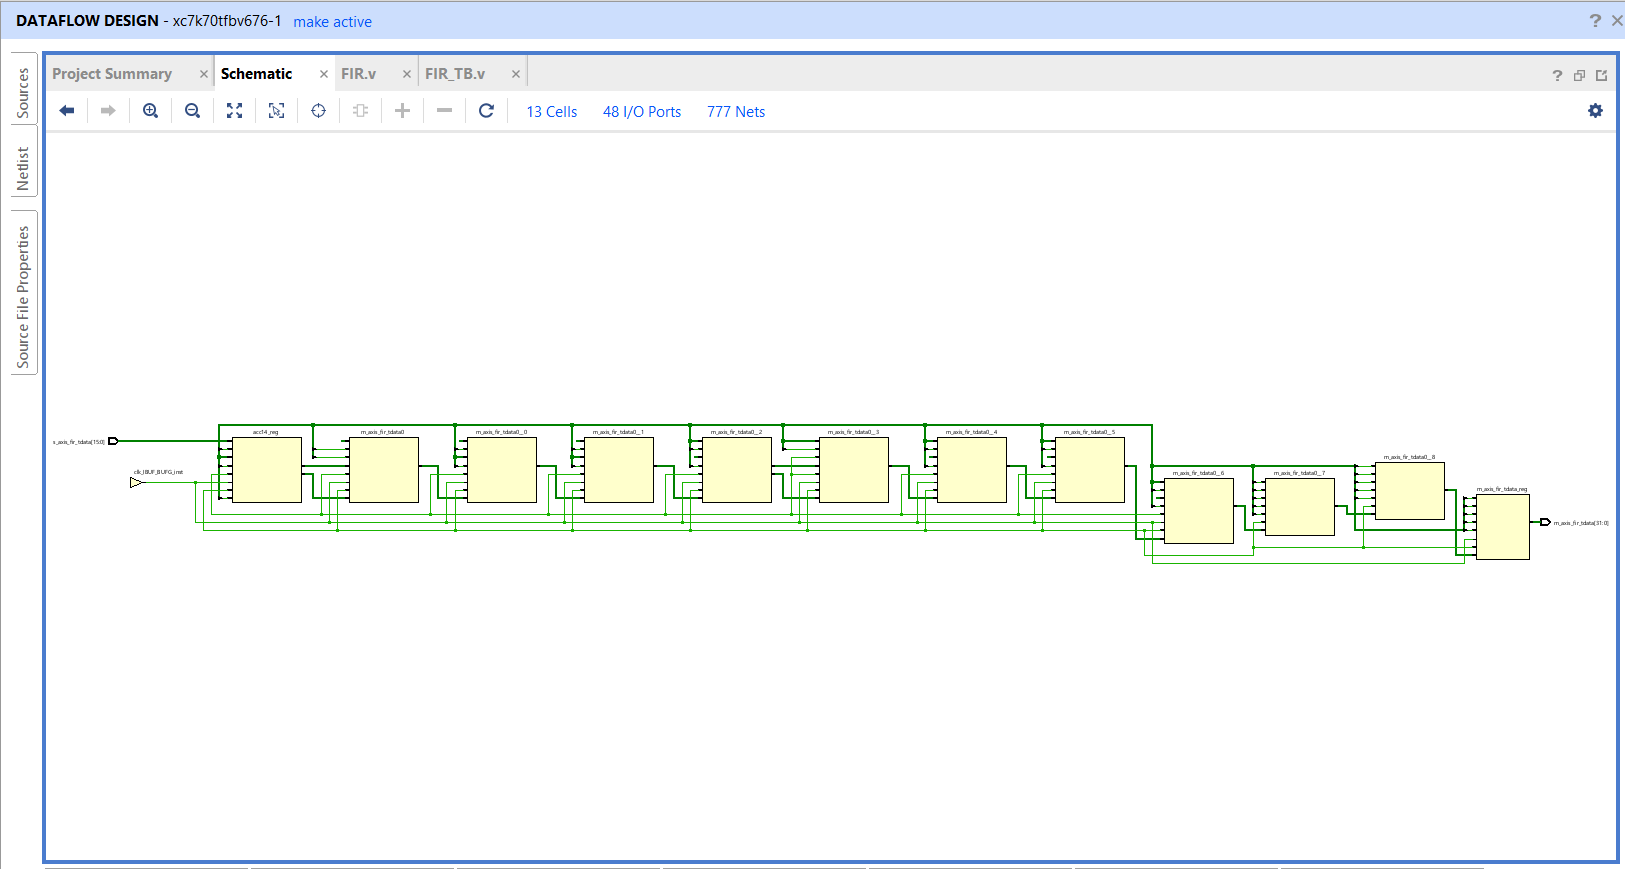 DATAFLOW DESIGN - xc7k70tfbv676-1 make active
Sources
Netlist
Source File Properties
Project Summary
Schematic
FIR.v
FIR_TB.v
13 Cells 48 I/O Ports 777 Nets
s_axis_fir_tdata[15:0]
clk_IBUF_BUFG_inst
acc14_reg
m_axis_fir_tdata0
m_axis_fir_tdata0__0
m_axis_fir_tdata0__1
m_axis_fir_tdata0__2
m_axis_fir_tdata0__3
m_axis_fir_tdata0__4
m_axis_fir_tdata0__5
m_axis_fir_tdata0__6
m_axis_fir_tdata0__7
m_axis_fir_tdata0__8
m_axis_fir_tdata_reg
m_axis_fir_tdata[31:0]